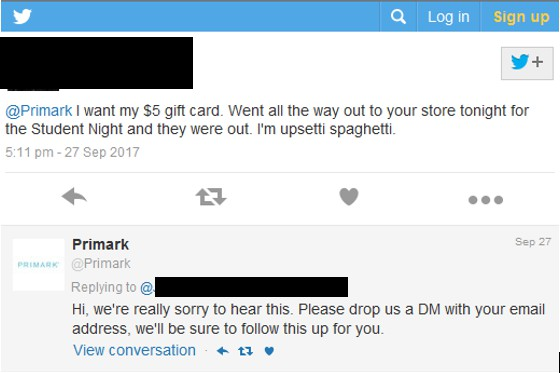 Log in Sign up
@Primark I want my $5 gift card. Went all the way out to your store tonight for
the Student Night and they were out. I'm upsetti spaghetti.
5:11 pm - 27 Sep 2017
Primark Sep 27
PRIMARK
@Primark
Replying to @
Hi, we're really sorry to hear this. Please drop us a DM with your email
address, we'll be sure to follow this up for you.
View conversation